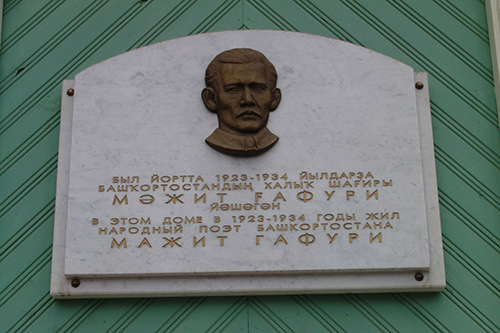 БЫЛ ЙОРТТА 1923-1934 ЙЫЛДАРҘА
БАШҠОРТОСТАНДЫҢ ХАЛЫҠ ШАҒИРЫ
МӘЖИТ ҒАФУРИ
ЙӘШӘГӘН
В ЭТОМ ДОМЕ В 1923-1934 ГОДЫ ЖИЛ
НАРОДНЫЙ ПОЭТ БАШКОРТОСТАНА
МАЖИТ ГАФУРИ